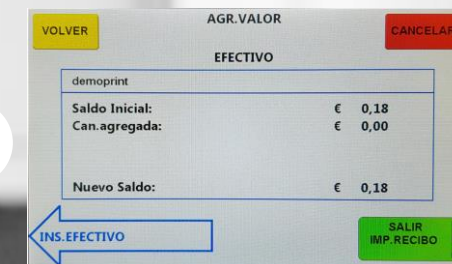 AGR.VALOR
VOLVER
CANCELAR
EFECTIVO
demoprint
Saldo Inicial: € 0,18
Can.agregada: € 0,00
Nuevo Saldo: € 0,18
INS.EFECTIVO
SALIR
IMP.RECIBO